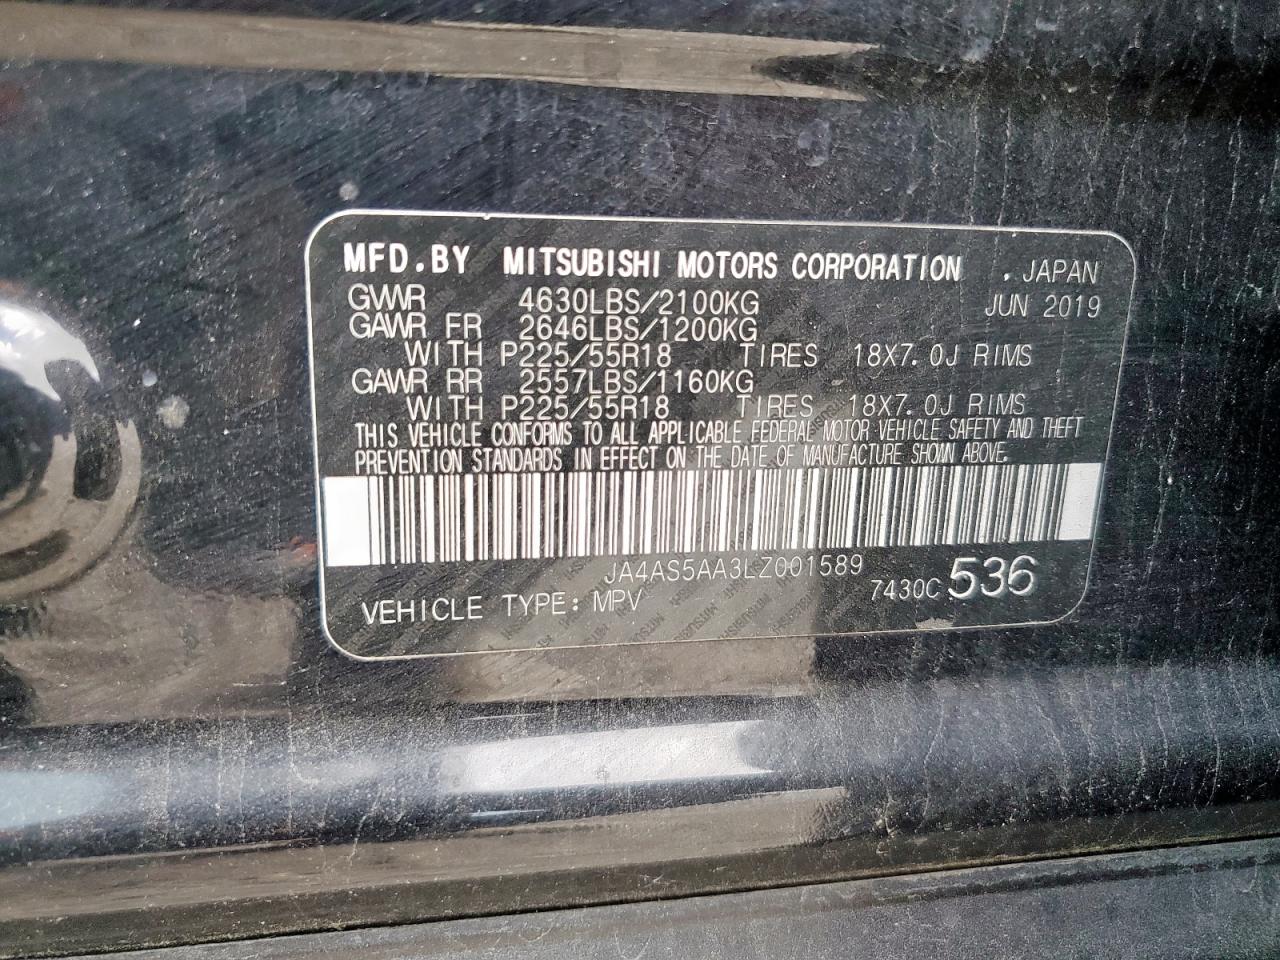 MFD.BY MITSUBISHI MOTORS CORPORATION . JAPAN
GVWR 4630LBS/2100KG JUN 2019
GAWR FR 2646LBS/1200KG
WITH P225/55R18 TIRES 18X7.0J RIMS
GAWR RR 2557LBS/1160KG
WITH P225/55R18 TIRES 18X7.0J RIMS
THIS VEHICLE CONFORMS TO ALL APPLICABLE FEDERAL MOTOR VEHICLE SAFETY AND THEFT
PREVENTION STANDARDS IN EFFECT ON THE DATE OF MANUFACTURE SHOWN ABOVE.
JA4AS5AA3LZ001589
VEHICLE TYPE: MPV 7430C 536